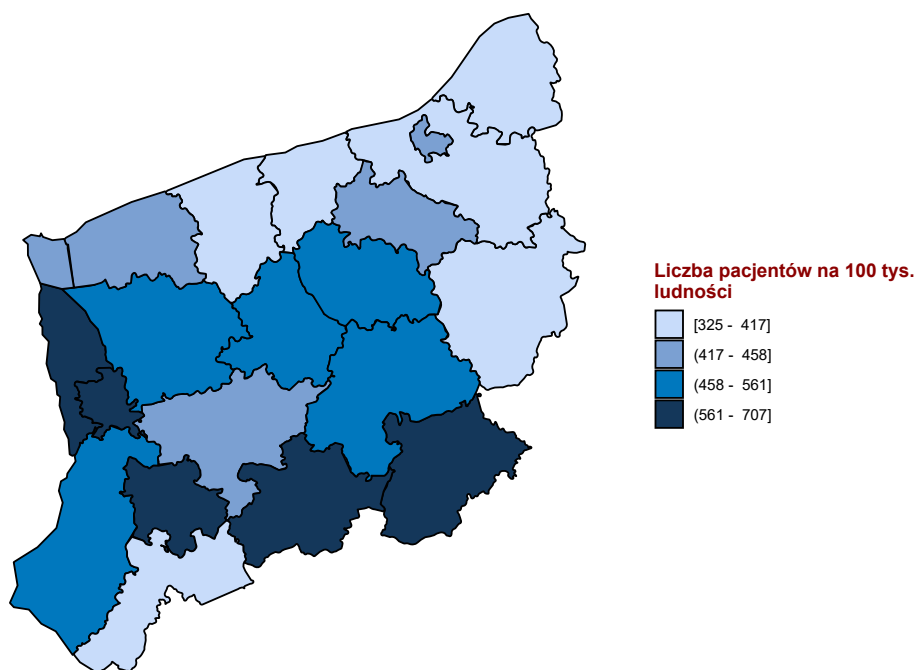 Liczba pacjentów na 100 tys.
ludności
[325 - 417]
(417 - 458]
(458 - 561]
(561 - 707]